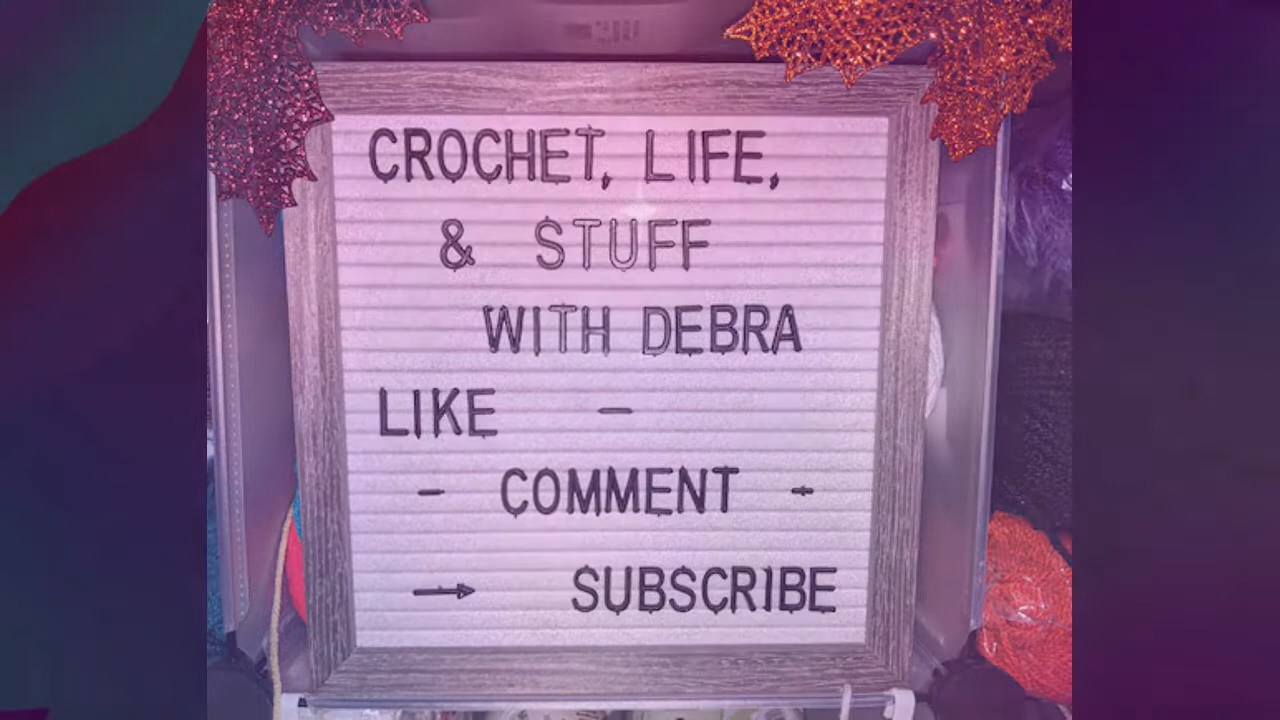 CROCHET, LIFE,
& STUFF
WITH DEBRA
LIKE -
- COMMENT -
→ SUBSCRIBE